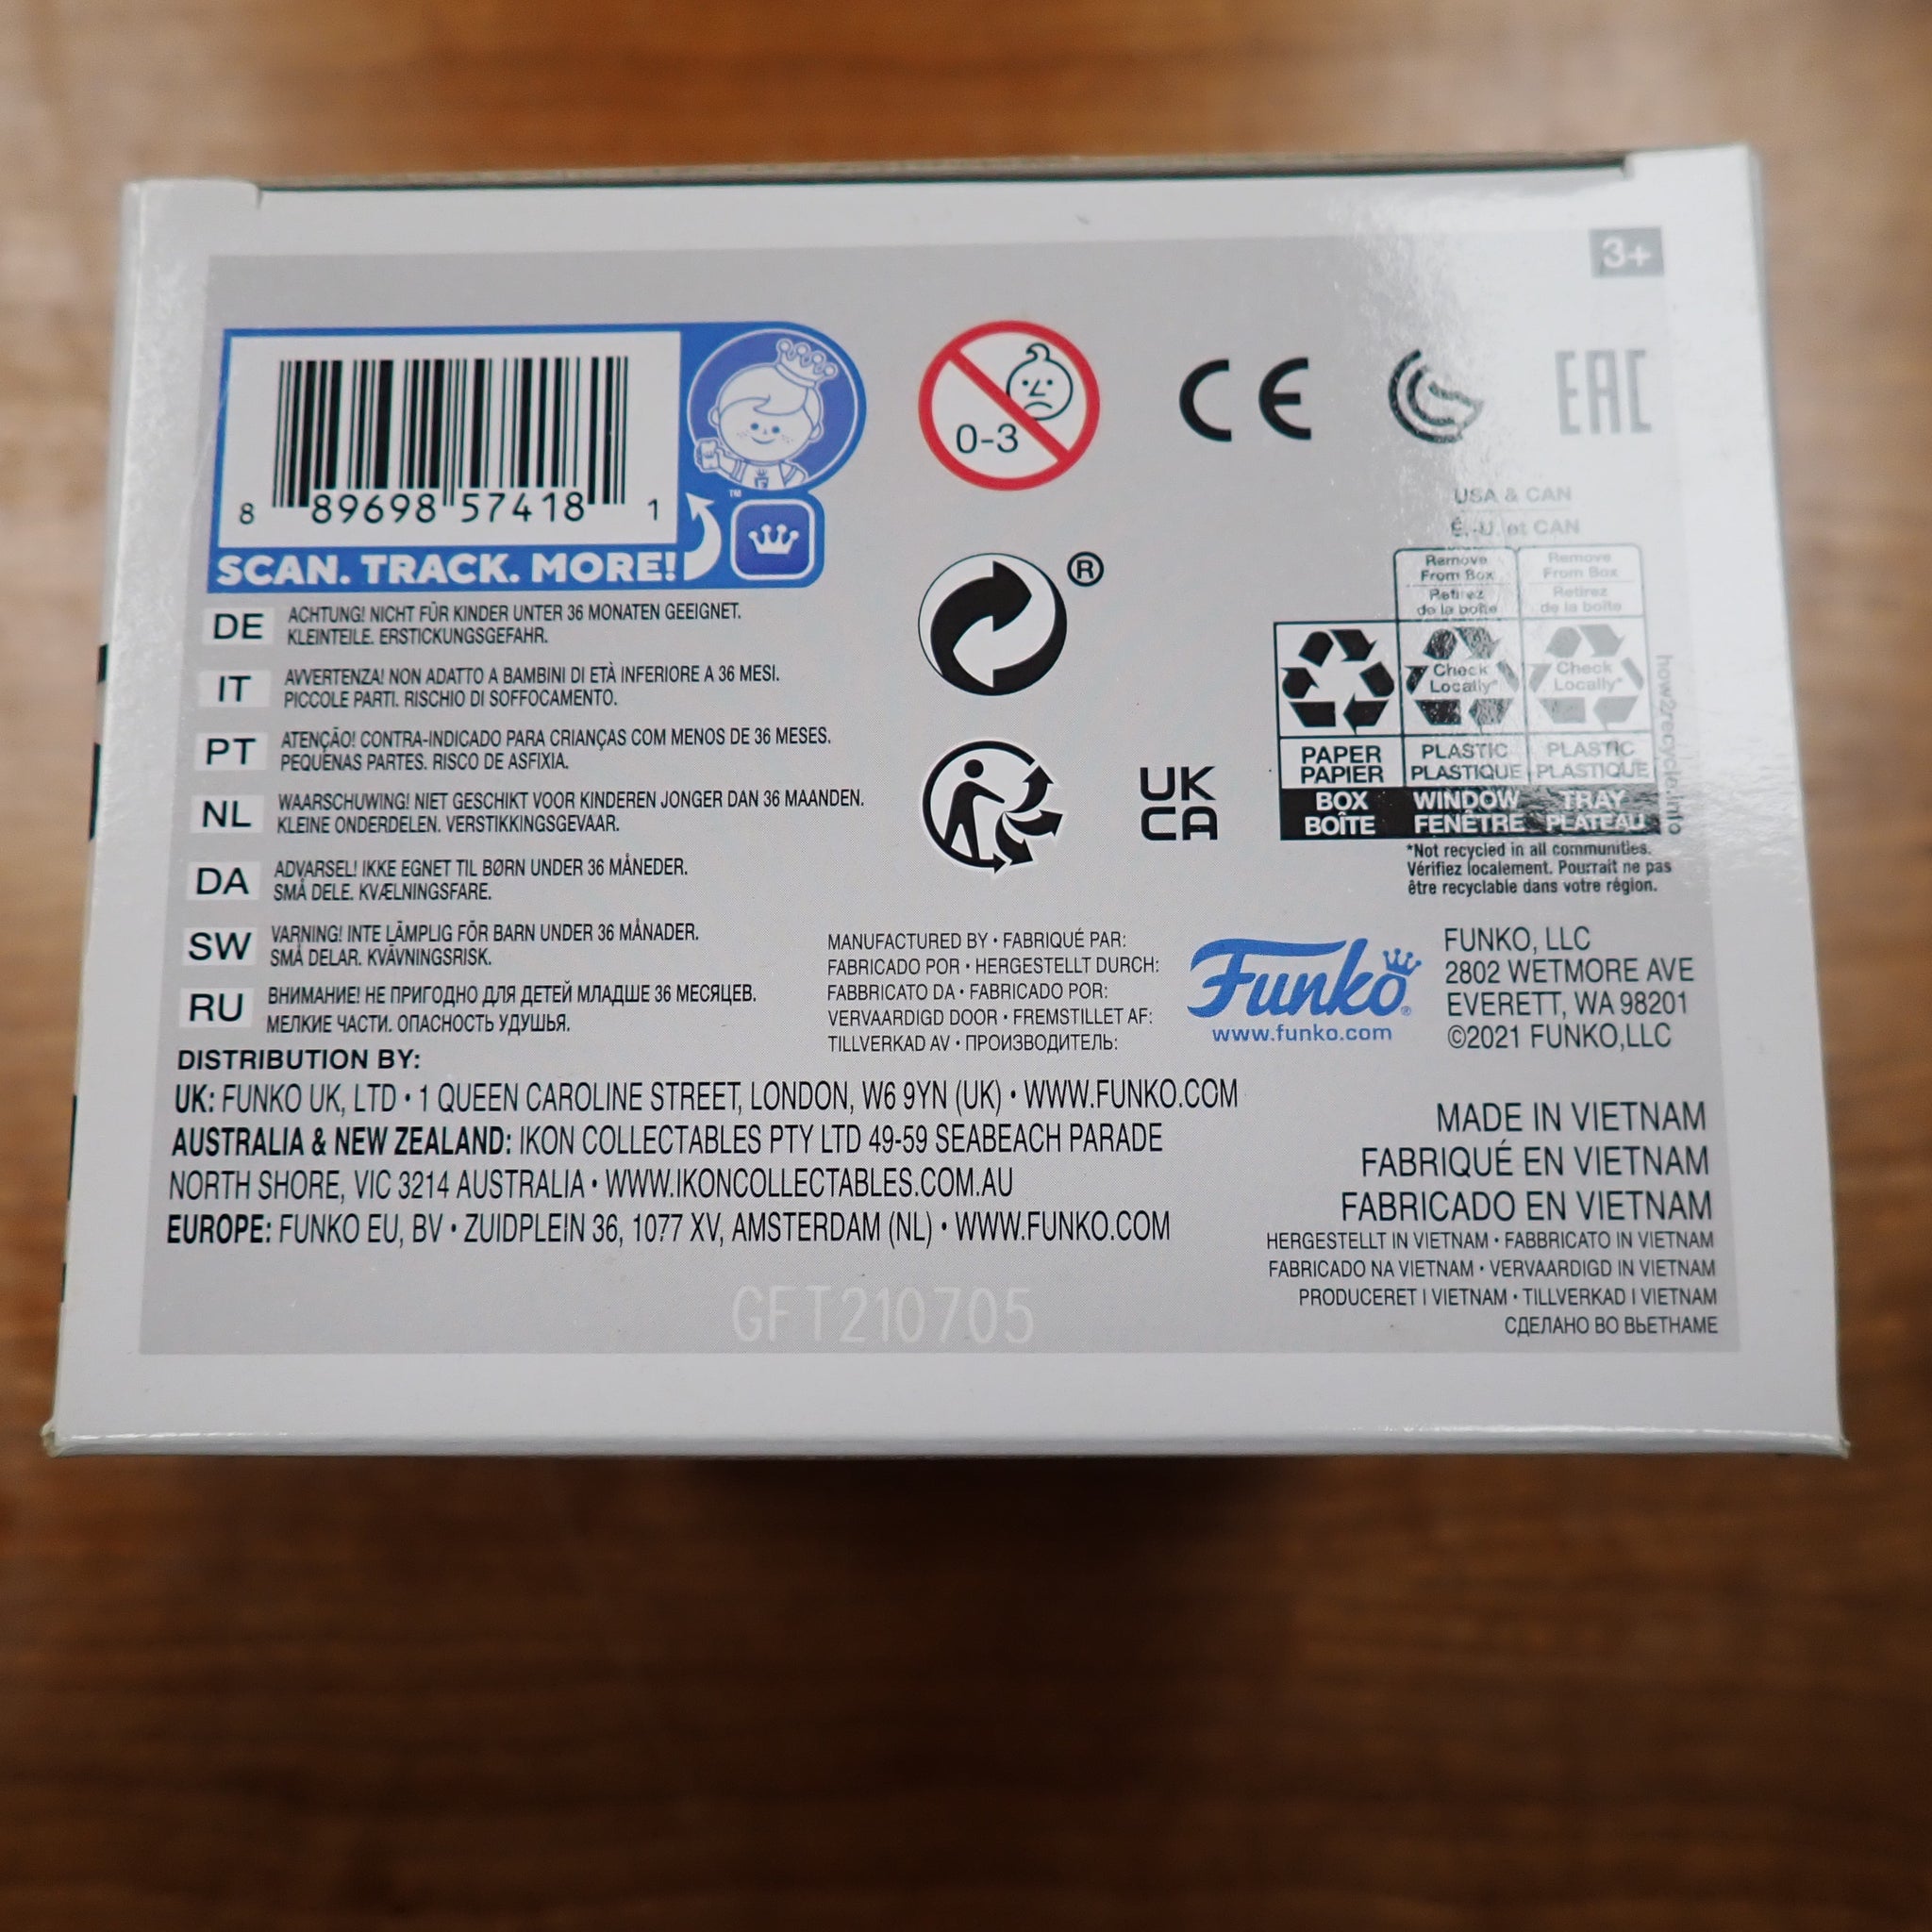 3+
8 89698 57418 1
™
SCAN. TRACK. MORE!
0-3
CE
EAC
®
UK
CA
USA & CAN
É.-U. et CAN
Remove
From Box
Retirez
de la boîte
Remove
From Box
Retirez
de la boîte
Check
Locally*
Check
Locally*
PAPER
PAPIER
PLASTIC
PLASTIQUE
PLASTIC
PLASTIQUE
BOX
BOÎTE
WINDOW
FENÊTRE
TRAY
PLATEAU
how2recycle.info
*Not recycled in all communities.
Vérifiez localement. Pourrait ne pas
être recyclable dans votre région.
DE ACHTUNG! NICHT FÜR KINDER UNTER 36 MONATEN GEEIGNET.
KLEINTEILE. ERSTICKUNGSGEFAHR.
IT AVVERTENZA! NON ADATTO A BAMBINI DI ETÀ INFERIORE A 36 MESI.
PICCOLE PARTI. RISCHIO DI SOFFOCAMENTO.
PT ATENÇÃO! CONTRA-INDICADO PARA CRIANÇAS COM MENOS DE 36 MESES.
PEQUENAS PARTES. RISCO DE ASFIXIA.
NL WAARSCHUWING! NIET GESCHIKT VOOR KINDEREN JONGER DAN 36 MAANDEN.
KLEINE ONDERDELEN. VERSTIKKINGSGEVAAR.
DA ADVARSEL! IKKE EGNET TIL BØRN UNDER 36 MÅNEDER.
SMÅ DELE. KVÆLNINGSFARE.
SW VARNING! INTE LÄMPLIG FÖR BARN UNDER 36 MÅNADER.
SMÅ DELAR. KVÄVNINGSRISK.
RU ВНИМАНИЕ! НЕ ПРИГОДНО ДЛЯ ДЕТЕЙ МЛАДШЕ 36 МЕСЯЦЕВ.
МЕЛКИЕ ЧАСТИ. ОПАСНОСТЬ УДУШЬЯ.
MANUFACTURED BY • FABRIQUÉ PAR:
FABRICADO POR • HERGESTELLT DURCH:
FABBRICATO DA • FABRICADO POR:
VERVAARDIGD DOOR • FREMSTILLET AF:
TILLVERKAD AV • ПРОИЗВОДИТЕЛЬ:
Funko®
www.funko.com
FUNKO, LLC
2802 WETMORE AVE
EVERETT, WA 98201
©2021 FUNKO,LLC
DISTRIBUTION BY:
UK: FUNKO UK, LTD • 1 QUEEN CAROLINE STREET, LONDON, W6 9YN (UK) • WWW.FUNKO.COM
AUSTRALIA & NEW ZEALAND: IKON COLLECTABLES PTY LTD 49-59 SEABEACH PARADE
NORTH SHORE, VIC 3214 AUSTRALIA • WWW.IKONCOLLECTABLES.COM.AU
EUROPE: FUNKO EU, BV • ZUIDPLEIN 36, 1077 XV, AMSTERDAM (NL) • WWW.FUNKO.COM
MADE IN VIETNAM
FABRIQUÉ EN VIETNAM
FABRICADO EN VIETNAM
HERGESTELLT IN VIETNAM • FABBRICATO IN VIETNAM
FABRICADO NA VIETNAM • VERVAARDIGD IN VIETNAM
PRODUCERET I VIETNAM • TILLVERKAD I VIETNAM
СДЕЛАНО ВО ВЬЕТНАМЕ
GFT210705